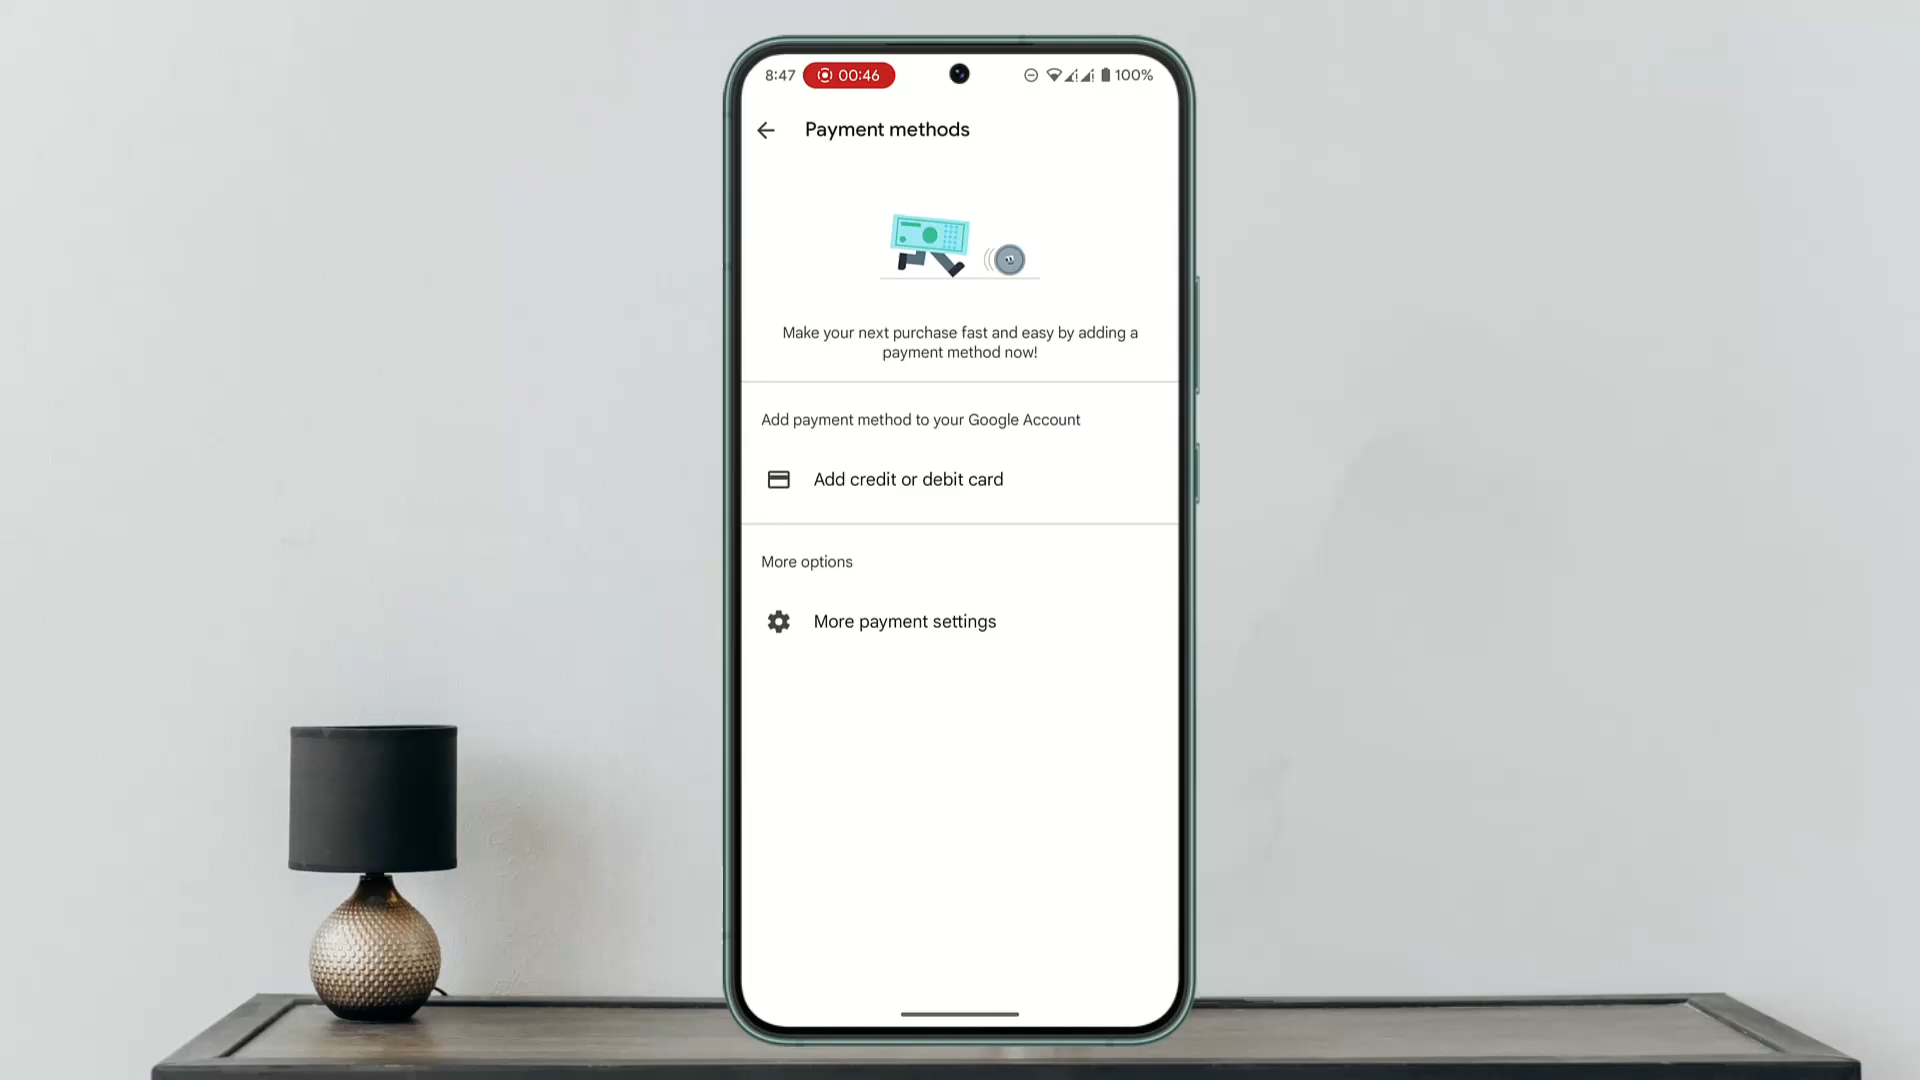 8:47 00:46 100%
Payment methods
Make your next purchase fast and easy by adding a
payment method now!
Add payment method to your Google Account
Add credit or debit card
More options
More payment settings